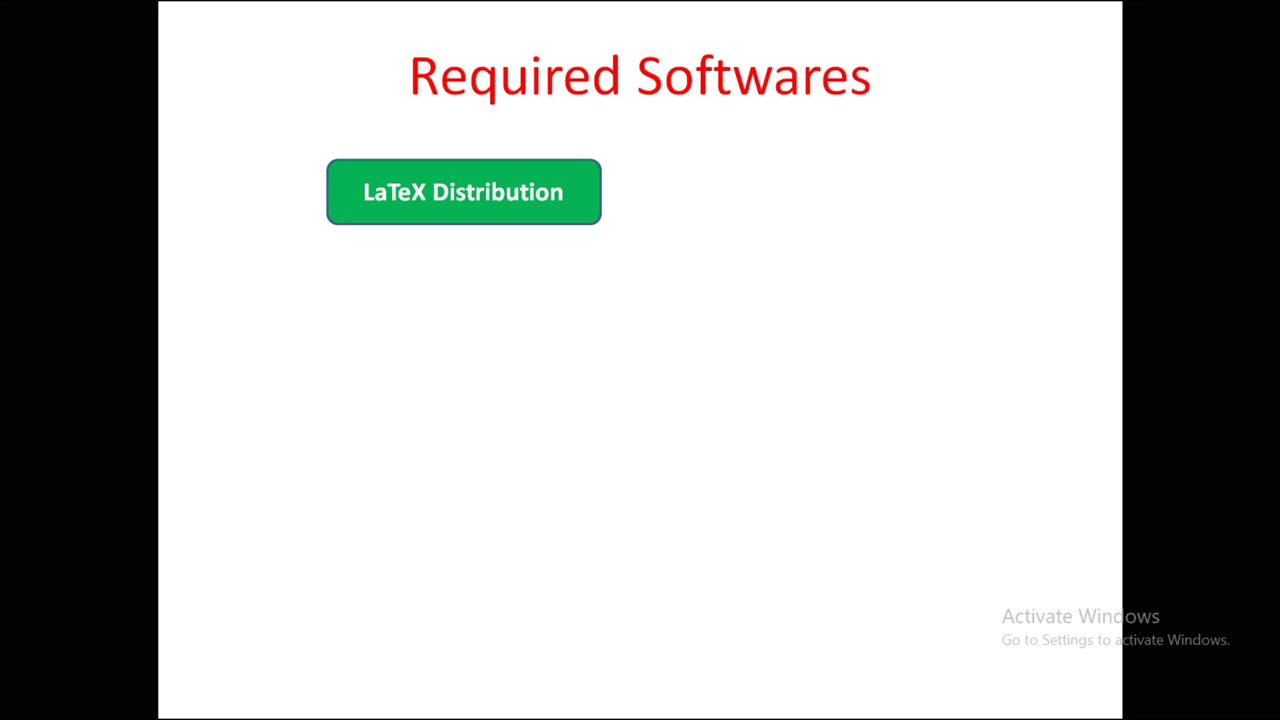 Required Softwares
LaTeX Distribution
Activate Windows
Go to Settings to activate Windows.